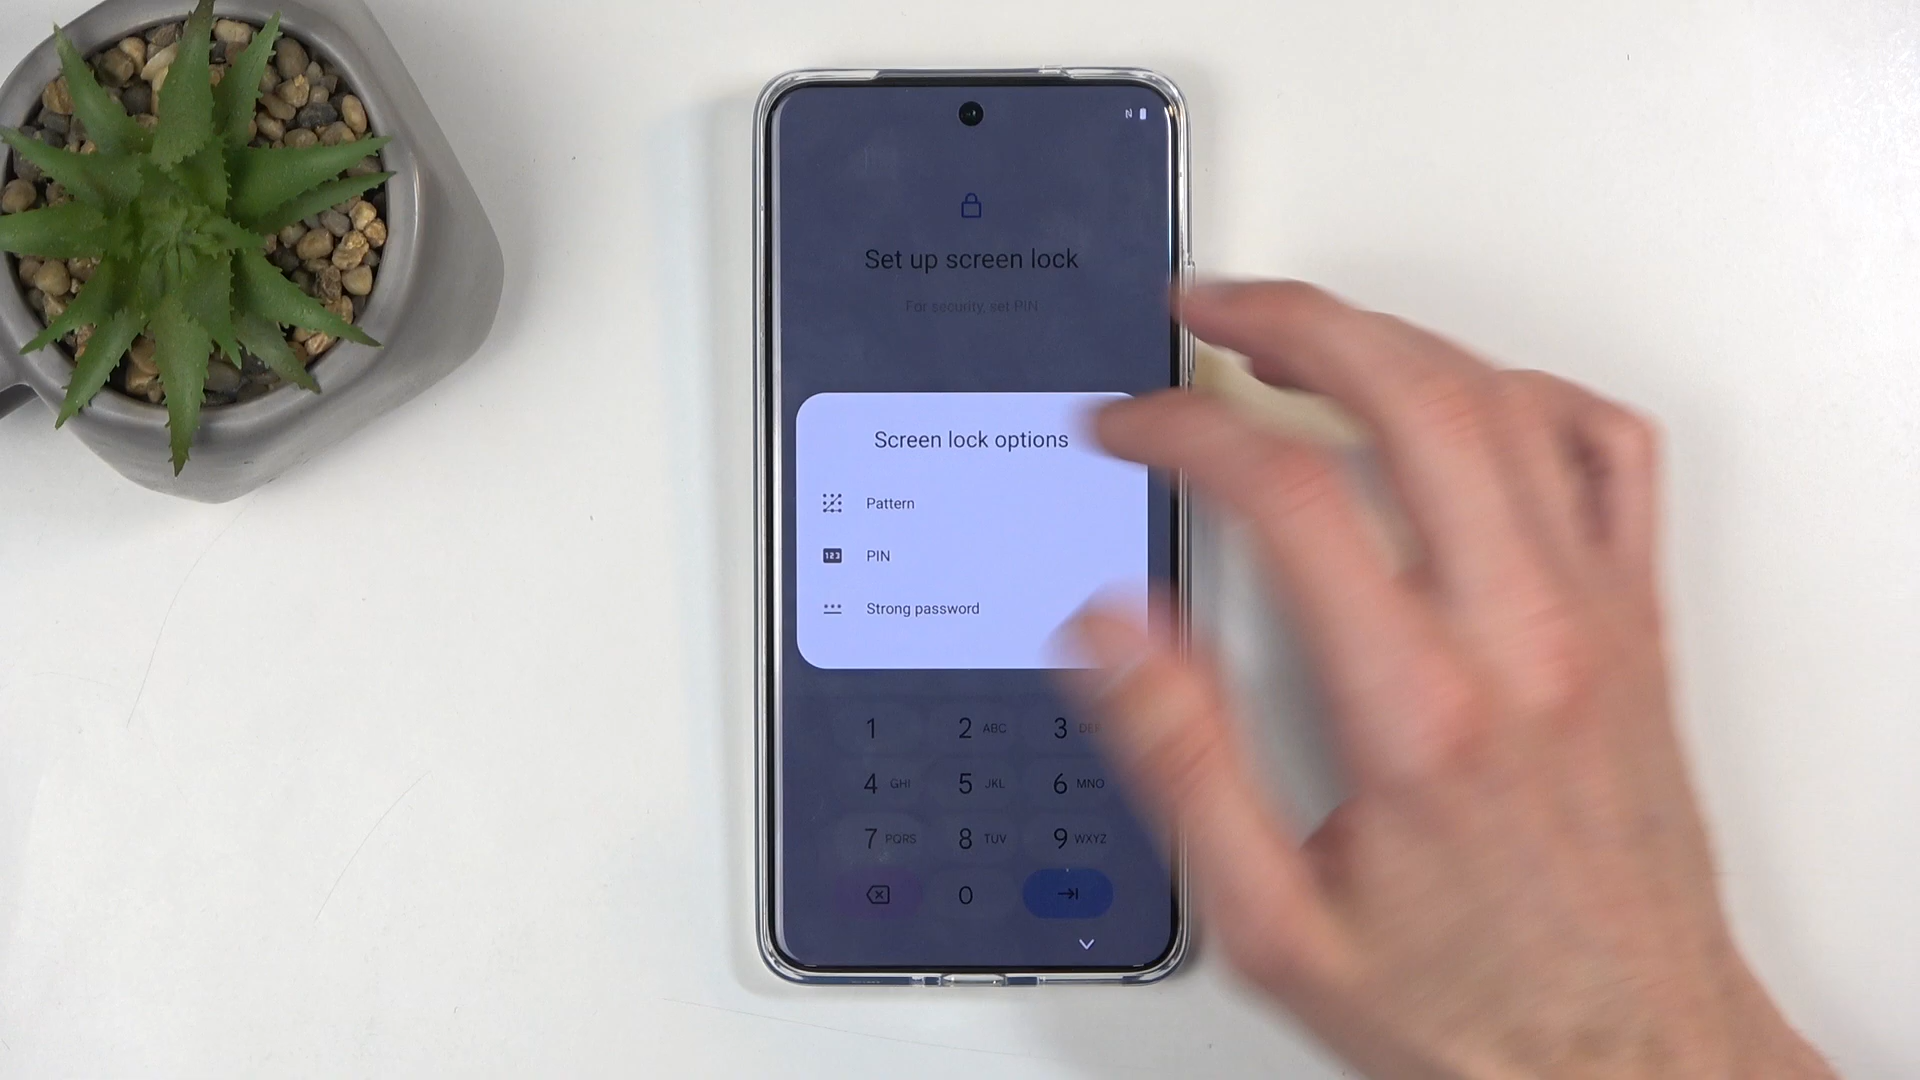 Set up screen lock
For security, set PIN
Screen lock options
Pattern
123 PIN
Strong password
1 2 ABC 3 DEF
4 GHI 5 JKL 6 MNO
7 PQRS 8 TUV 9 WXYZ
0